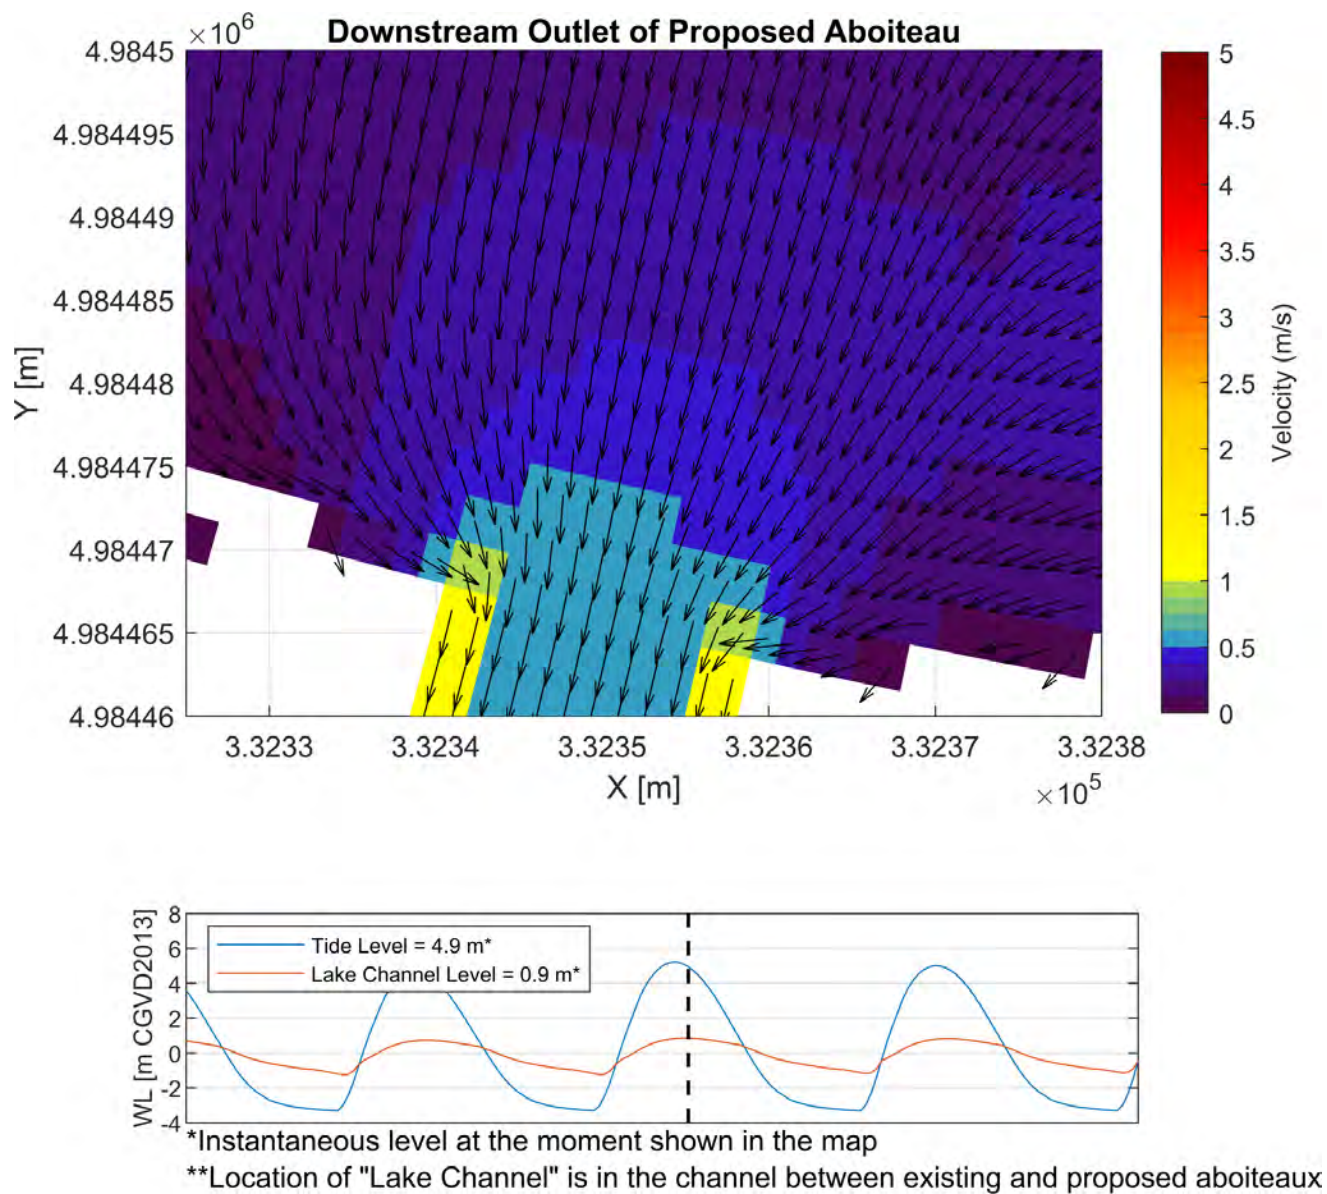 Downstream Outlet of Proposed Aboiteau
×10^6
4.9845
4.984495
4.98449
4.984485
4.98448
4.984475
4.98447
4.984465
4.98446
Y [m]
3.3233 3.3234 3.3235 3.3236 3.3237 3.3238
X [m]
×10^5
5
4.5
4
3.5
3
2.5
2
1.5
1
0.5
0
Velocity (m/s)
8
6
4
2
0
-2
-4
WL [m CGVD2013]
Tide Level = 4.9 m*
Lake Channel Level = 0.9 m*
*Instantaneous level at the moment shown in the map
**Location of "Lake Channel" is in the channel between existing and proposed aboiteaux